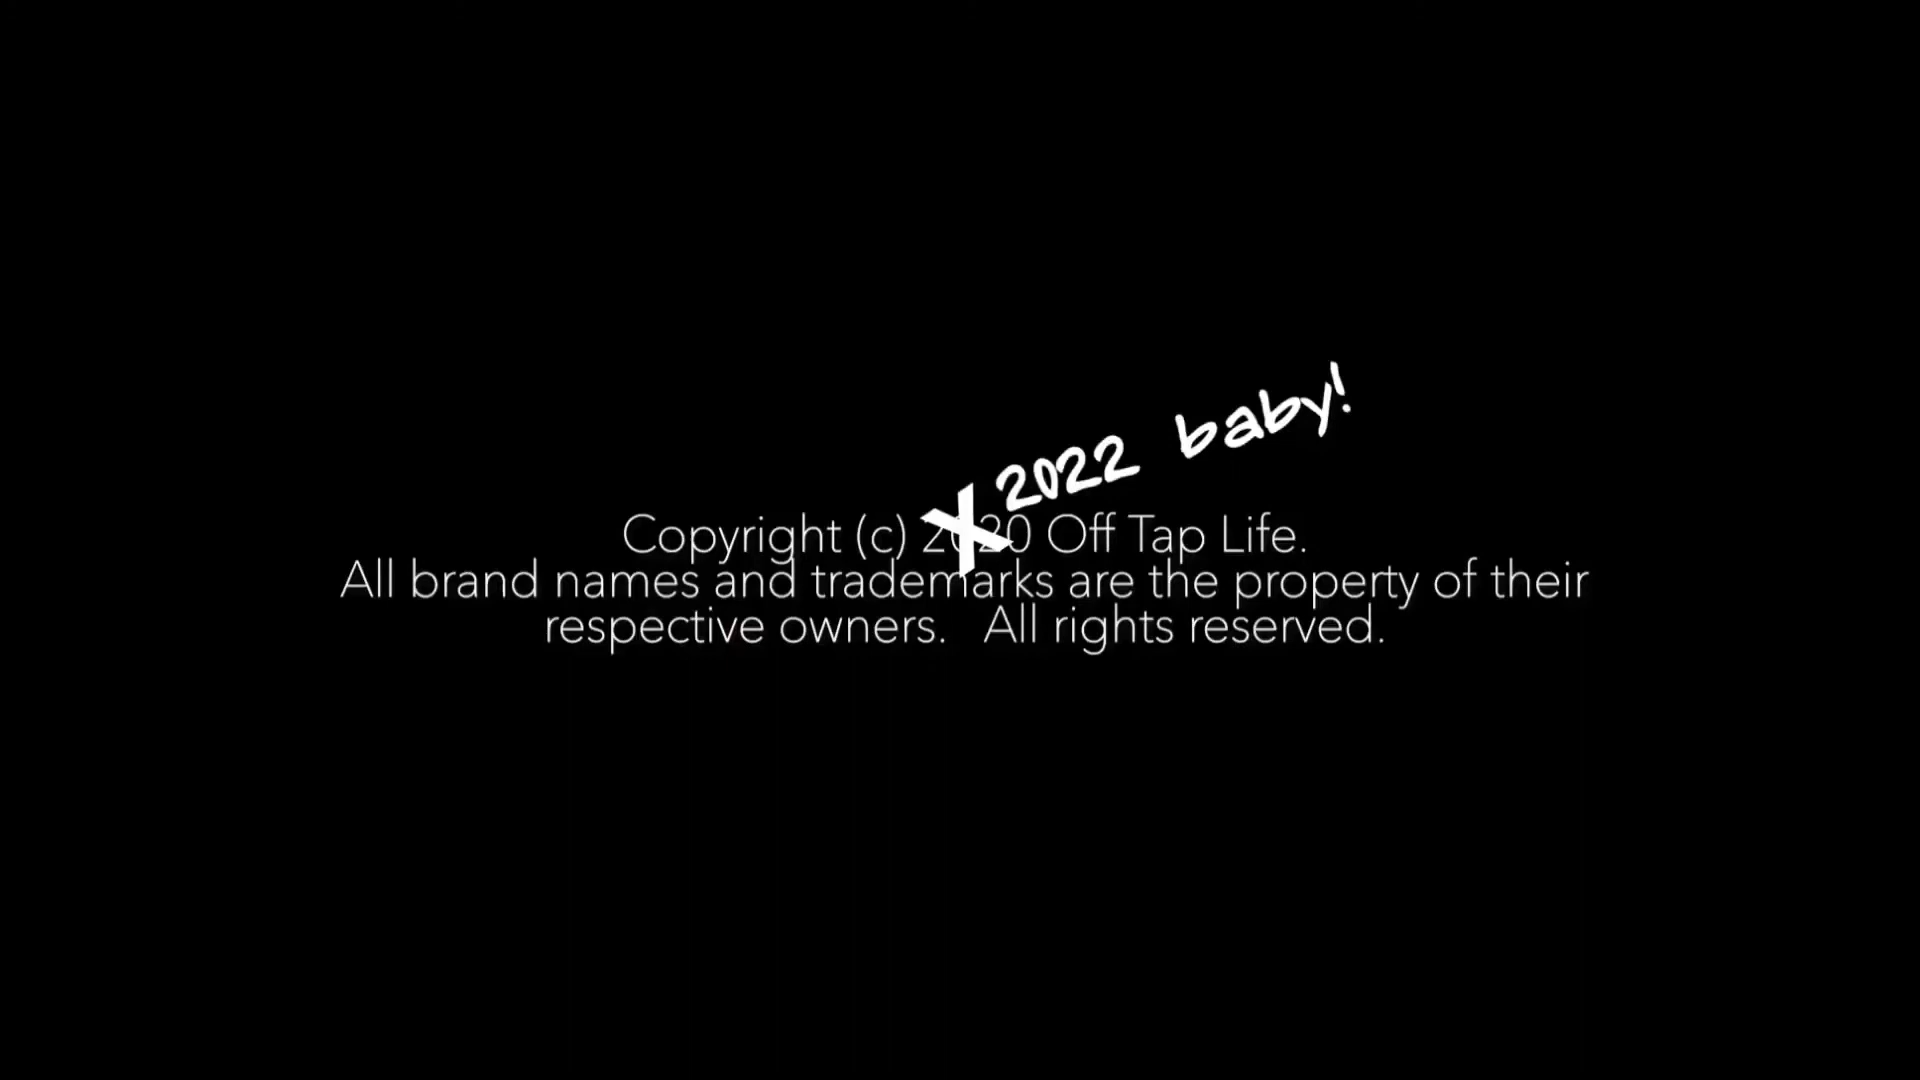 X 2022 baby!
Copyright (c) 2020 Off Tap Life.
All brand names and trademarks are the property of their
respective owners.   All rights reserved.